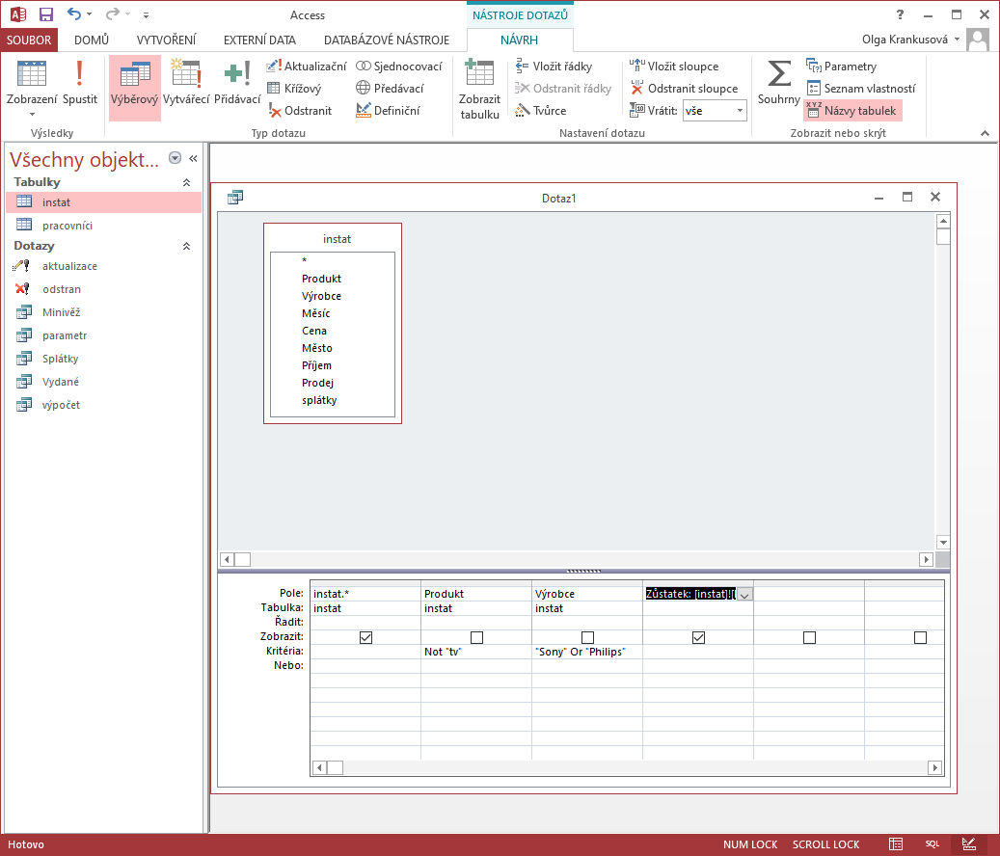 Access
NÁSTROJE DOTAZŮ
?
SOUBOR DOMŮ VYTVOŘENÍ EXTERNÍ DATA DATABÁZOVÉ NÁSTROJE NÁVRH Olga Krankusová
Zobrazení Spustit
Výsledky
Výběrový Vytvářecí Přidávací
Aktualizační Sjednocovací
Křížový Předávací
Odstranit Definiční
Typ dotazu
Zobrazit
tabulku
Vložit řádky Vložit sloupce
Odstranit řádky Odstranit sloupce
Tvůrce Vrátit: vše
Nastavení dotazu
Souhrny
Parametry
Seznam vlastností
Názvy tabulek
Zobrazit nebo skrýt
Všechny objekt...
Tabulky
instat
pracovníci
Dotazy
aktualizace
odstran
Minivěž
parametr
Splátky
Vydané
výpočet
Dotaz1
instat
*
Produkt
Výrobce
Měsíc
Cena
Město
Příjem
Prodej
splátky
Pole: instat.* Produkt Výrobce Zůstatek: [instat]![
Tabulka: instat instat instat
Řadit:
Zobrazit:
Kritéria: Not "tv" "Sony" Or "Philips"
Nebo:
Hotovo NUM LOCK SCROLL LOCK SQL